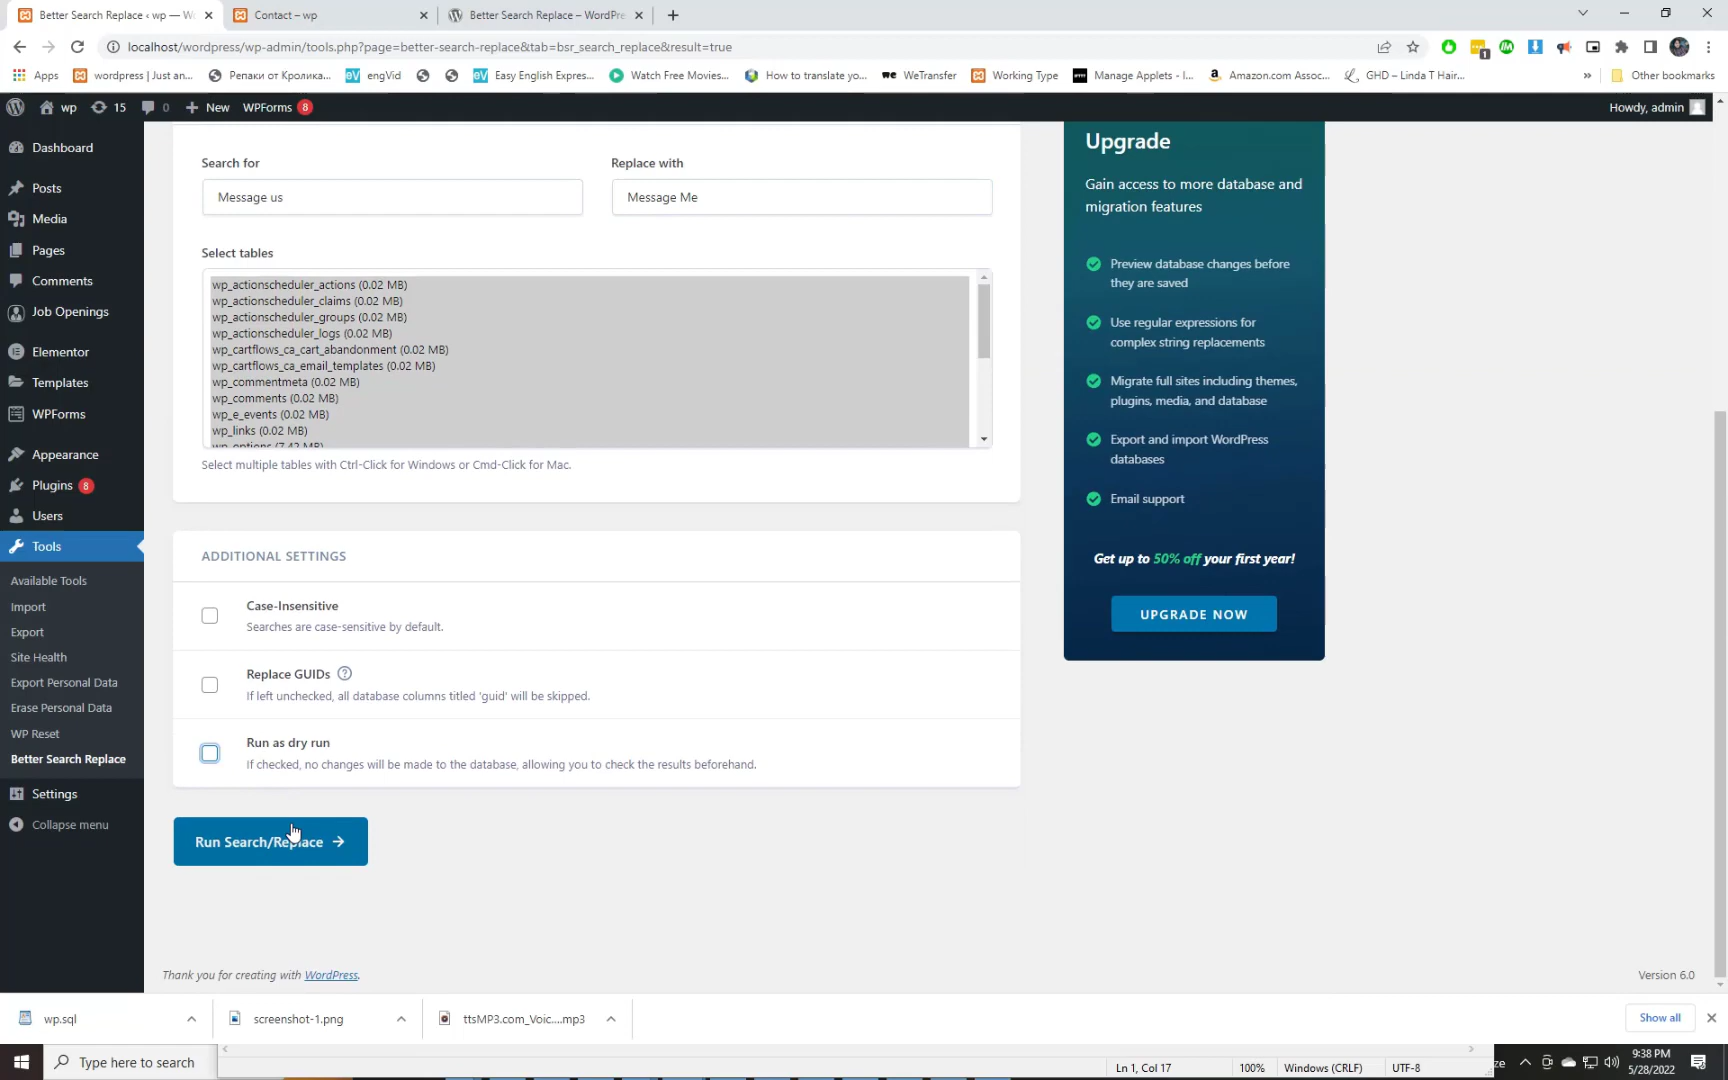 Better Search Replace ‹ wp — W
Contact – wp
Better Search Replace – WordPre
localhost/wordpress/wp-admin/tools.php?page=better-search-replace&tab=bsr_search_replace&result=true
Apps
wordpress | Just an...
Репаки от Кролика...
engVid
Easy English Expres...
Watch Free Movies...
How to translate yo...
WeTransfer
Working Type
Manage Applets - I...
Amazon.com Assoc...
GHD – Linda T Hair...
»
Other bookmarks
wp
15
0
New
WPForms 8
Howdy, admin
Dashboard
Posts
Media
Pages
Comments
Job Openings
Elementor
Templates
WPForms
Appearance
Plugins 8
Users
Tools
Available Tools
Import
Export
Site Health
Export Personal Data
Erase Personal Data
WP Reset
Better Search Replace
Settings
Collapse menu
Search for
Replace with
Message us
Message Me
Select tables
wp_actionscheduler_actions (0.02 MB)
wp_actionscheduler_claims (0.02 MB)
wp_actionscheduler_groups (0.02 MB)
wp_actionscheduler_logs (0.02 MB)
wp_cartflows_ca_cart_abandonment (0.02 MB)
wp_cartflows_ca_email_templates (0.02 MB)
wp_commentmeta (0.02 MB)
wp_comments (0.02 MB)
wp_e_events (0.02 MB)
wp_links (0.02 MB)
wp_options (7.42 MB)
Select multiple tables with Ctrl-Click for Windows or Cmd-Click for Mac.
ADDITIONAL SETTINGS
Case-Insensitive
Searches are case-sensitive by default.
Replace GUIDs ?
If left unchecked, all database columns titled 'guid' will be skipped.
Run as dry run
If checked, no changes will be made to the database, allowing you to check the results beforehand.
Run Search/Replace →
Upgrade
Gain access to more database and
migration features
Preview database changes before
they are saved
Use regular expressions for
complex string replacements
Migrate full sites including themes,
plugins, media, and database
Export and import WordPress
databases
Email support
Get up to 50% off your first year!
UPGRADE NOW
Thank you for creating with WordPress.
Version 6.0
wp.sql
screenshot-1.png
ttsMP3.com_Voic....mp3
Show all
Type here to search
Ln 1, Col 17
100%
Windows (CRLF)
UTF-8
ze
9:38 PM
5/28/2022